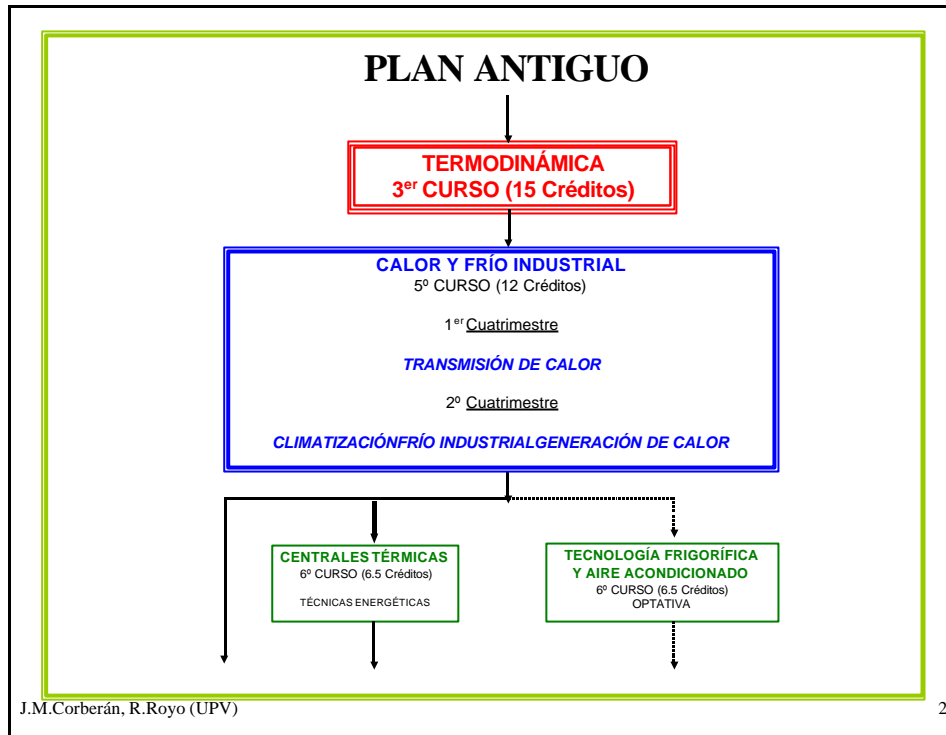 PLAN ANTIGUO
TERMODINÁMICA
3er CURSO (15 Créditos)
CALOR Y FRÍO INDUSTRIAL
5º CURSO (12 Créditos)
1er Cuatrimestre
TRANSMISIÓN DE CALOR
2º Cuatrimestre
CLIMATIZACIÓNFRÍO INDUSTRIALGENERACIÓN DE CALOR
CENTRALES TÉRMICAS
6º CURSO (6.5 Créditos)
TÉCNICAS ENERGÉTICAS
TECNOLOGÍA FRIGORÍFICA
Y AIRE ACONDICIONADO
6º CURSO (6.5 Créditos)
OPTATIVA
J.M.Corberán, R.Royo (UPV)
2